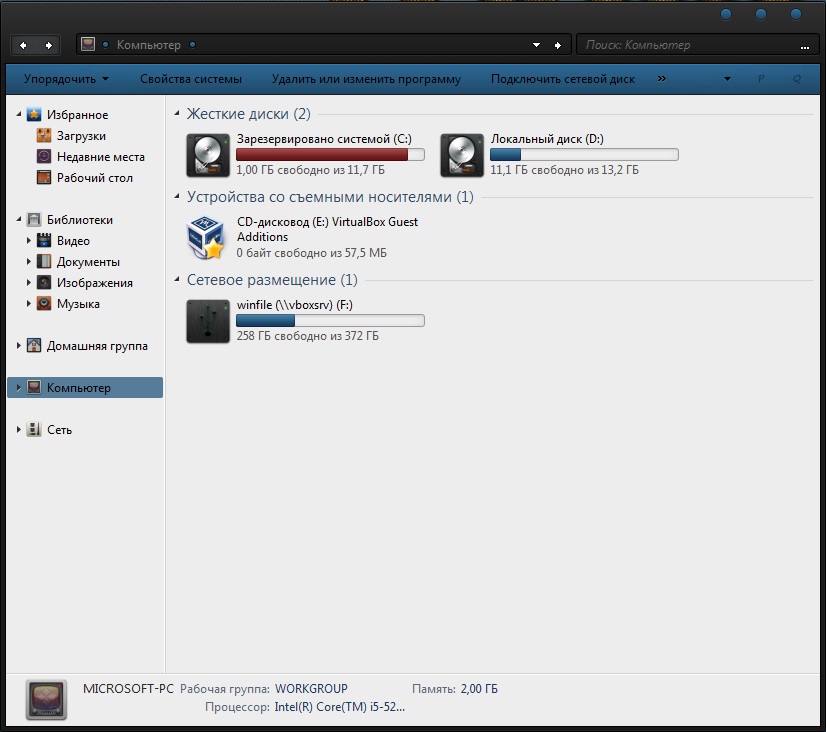 Компьютер
Поиск: Компьютер
...
Упорядочить Свойства системы Удалить или изменить программу Подключить сетевой диск » P Q
Избранное
Загрузки
Недавние места
Рабочий стол
Библиотеки
Видео
Документы
Изображения
Музыка
Домашняя группа
Компьютер
Сеть
Жесткие диски (2)
Зарезервировано системой (C:)
1,00 ГБ свободно из 11,7 ГБ
Локальный диск (D:)
11,1 ГБ свободно из 13,2 ГБ
Устройства со съемными носителями (1)
CD-дисковод (E:) VirtualBox Guest
Additions
0 байт свободно из 57,5 МБ
Сетевое размещение (1)
winfile (\\vboxsrv) (F:)
258 ГБ свободно из 372 ГБ
MICROSOFT-PC Рабочая группа: WORKGROUP Память: 2,00 ГБ
Процессор: Intel(R) Core(TM) i5-52...